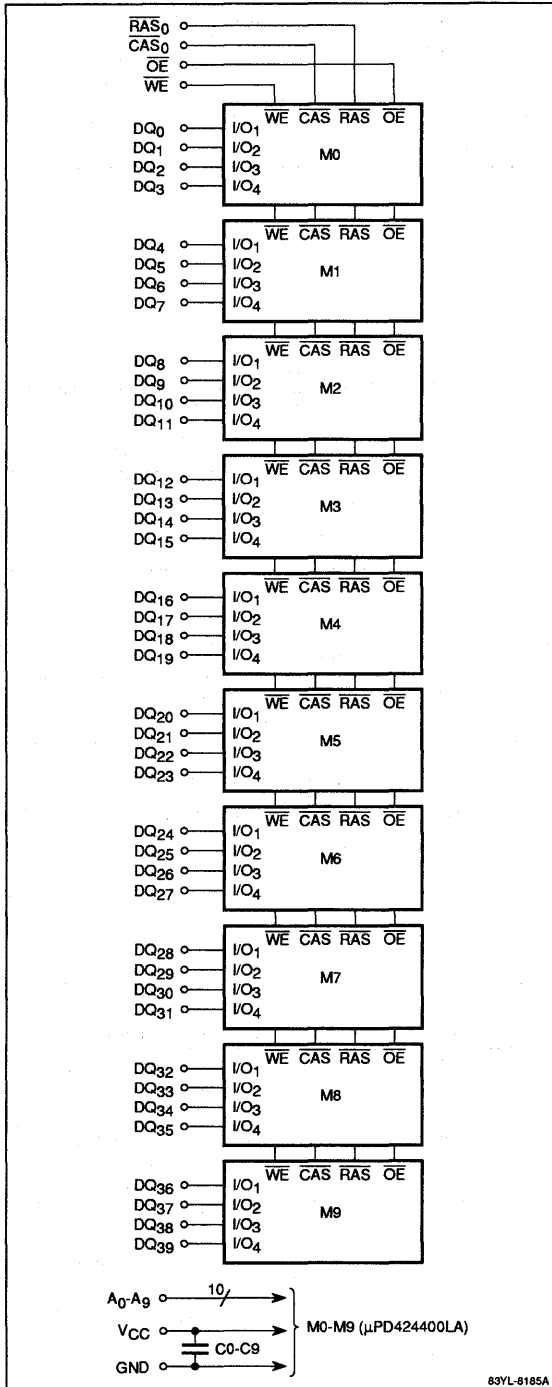 RAS0
CAS0
OE
WE
WE CAS RAS OE
DQ0 I/O1
DQ1 I/O2 M0
DQ2 I/O3
DQ3 I/O4
WE CAS RAS OE
DQ4 I/O1
DQ5 I/O2 M1
DQ6 I/O3
DQ7 I/O4
WE CAS RAS OE
DQ8 I/O1
DQ9 I/O2 M2
DQ10 I/O3
DQ11 I/O4
WE CAS RAS OE
DQ12 I/O1
DQ13 I/O2 M3
DQ14 I/O3
DQ15 I/O4
WE CAS RAS OE
DQ16 I/O1
DQ17 I/O2 M4
DQ18 I/O3
DQ19 I/O4
WE CAS RAS OE
DQ20 I/O1
DQ21 I/O2 M5
DQ22 I/O3
DQ23 I/O4
WE CAS RAS OE
DQ24 I/O1
DQ25 I/O2 M6
DQ26 I/O3
DQ27 I/O4
WE CAS RAS OE
DQ28 I/O1
DQ29 I/O2 M7
DQ30 I/O3
DQ31 I/O4
WE CAS RAS OE
DQ32 I/O1
DQ33 I/O2 M8
DQ34 I/O3
DQ35 I/O4
WE CAS RAS OE
DQ36 I/O1
DQ37 I/O2 M9
DQ38 I/O3
DQ39 I/O4
A0-A9 10
VCC M0-M9 (µPD424400LA)
C0-C9
GND
83YL-8185A